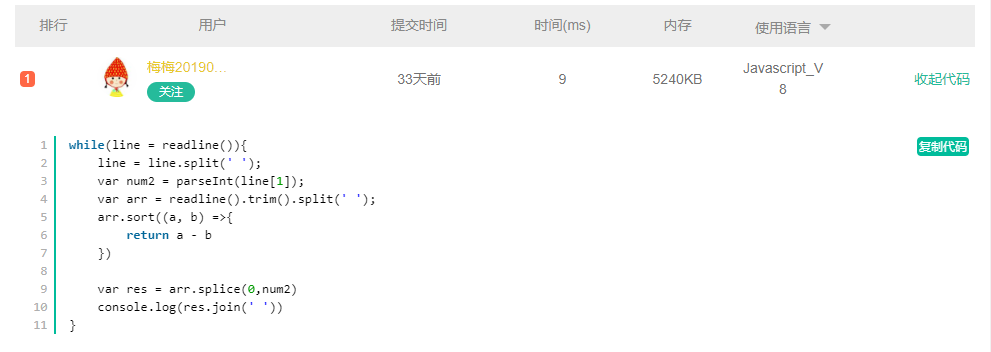 排行 用户 提交时间 时间(ms) 内存 使用语言
1 梅梅20190... 关注 33天前 9 5240KB Javascript_V8 收起代码
复制代码
1 while(line = readline()){
2     line = line.split(' ');
3     var num2 = parseInt(line[1]);
4     var arr = readline().trim().split(' ');
5     arr.sort((a, b) =>{
6         return a - b
7     })
8
9     var res = arr.splice(0,num2)
10     console.log(res.join(' '))
11 }